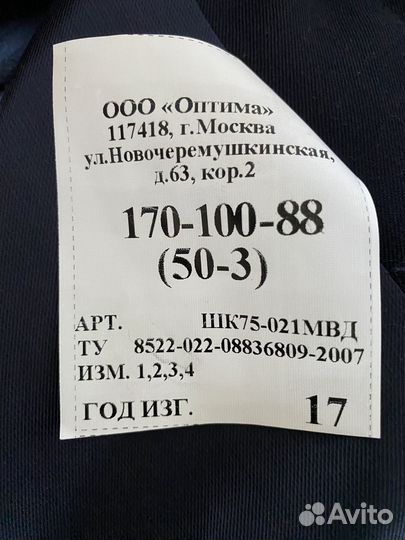 ООО «Оптима»
117418, г.Москва
ул.Новочеремушкинская,
д.63, кор.2
170-100-88
(50-3)
АРТ. ШК75-021МВД
ТУ 8522-022-08836809-2007
ИЗМ. 1,2,3,4
ГОД ИЗГ. 17
Avito